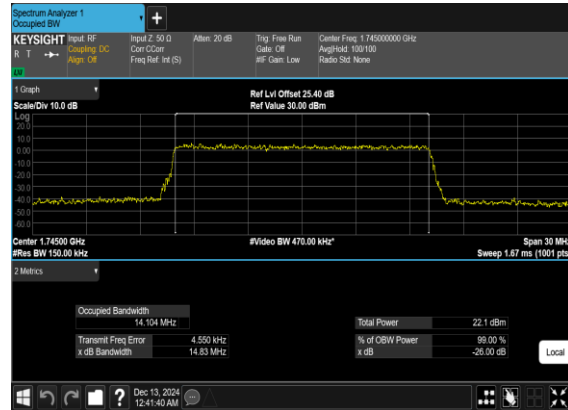 Spectrum Analyzer 1
Occupied BW
+
KEYSIGHT
R T
LW
Input: RF
Coupling: DC
Align: Off
Input Z: 50 Ω
Corr CCorr
Freq Ref: Int (S)
Atten: 20 dB
Trig: Free Run
Gate: Off
#IF Gain: Low
Center Freq: 1.745000000 GHz
Avg|Hold: 100/100
Radio Std: None
1 Graph
Scale/Div 10.0 dB
Ref Lvl Offset 25.40 dB
Ref Value 30.00 dBm
Log
20.0
10.0
0.00
-10.0
-20.0
-30.0
-40.0
-50.0
-60.0
Center 1.74500 GHz
#Res BW 150.00 kHz
#Video BW 470.00 kHz*
Span 30 MHz
Sweep 1.67 ms (1001 pts)
2 Metrics
Occupied Bandwidth
14.104 MHz
Transmit Freq Error 4.550 kHz
x dB Bandwidth 14.83 MHz
Total Power 22.1 dBm
% of OBW Power 99.00 %
x dB -26.00 dB
Local
?
Dec 13, 2024
12:41:40 AM